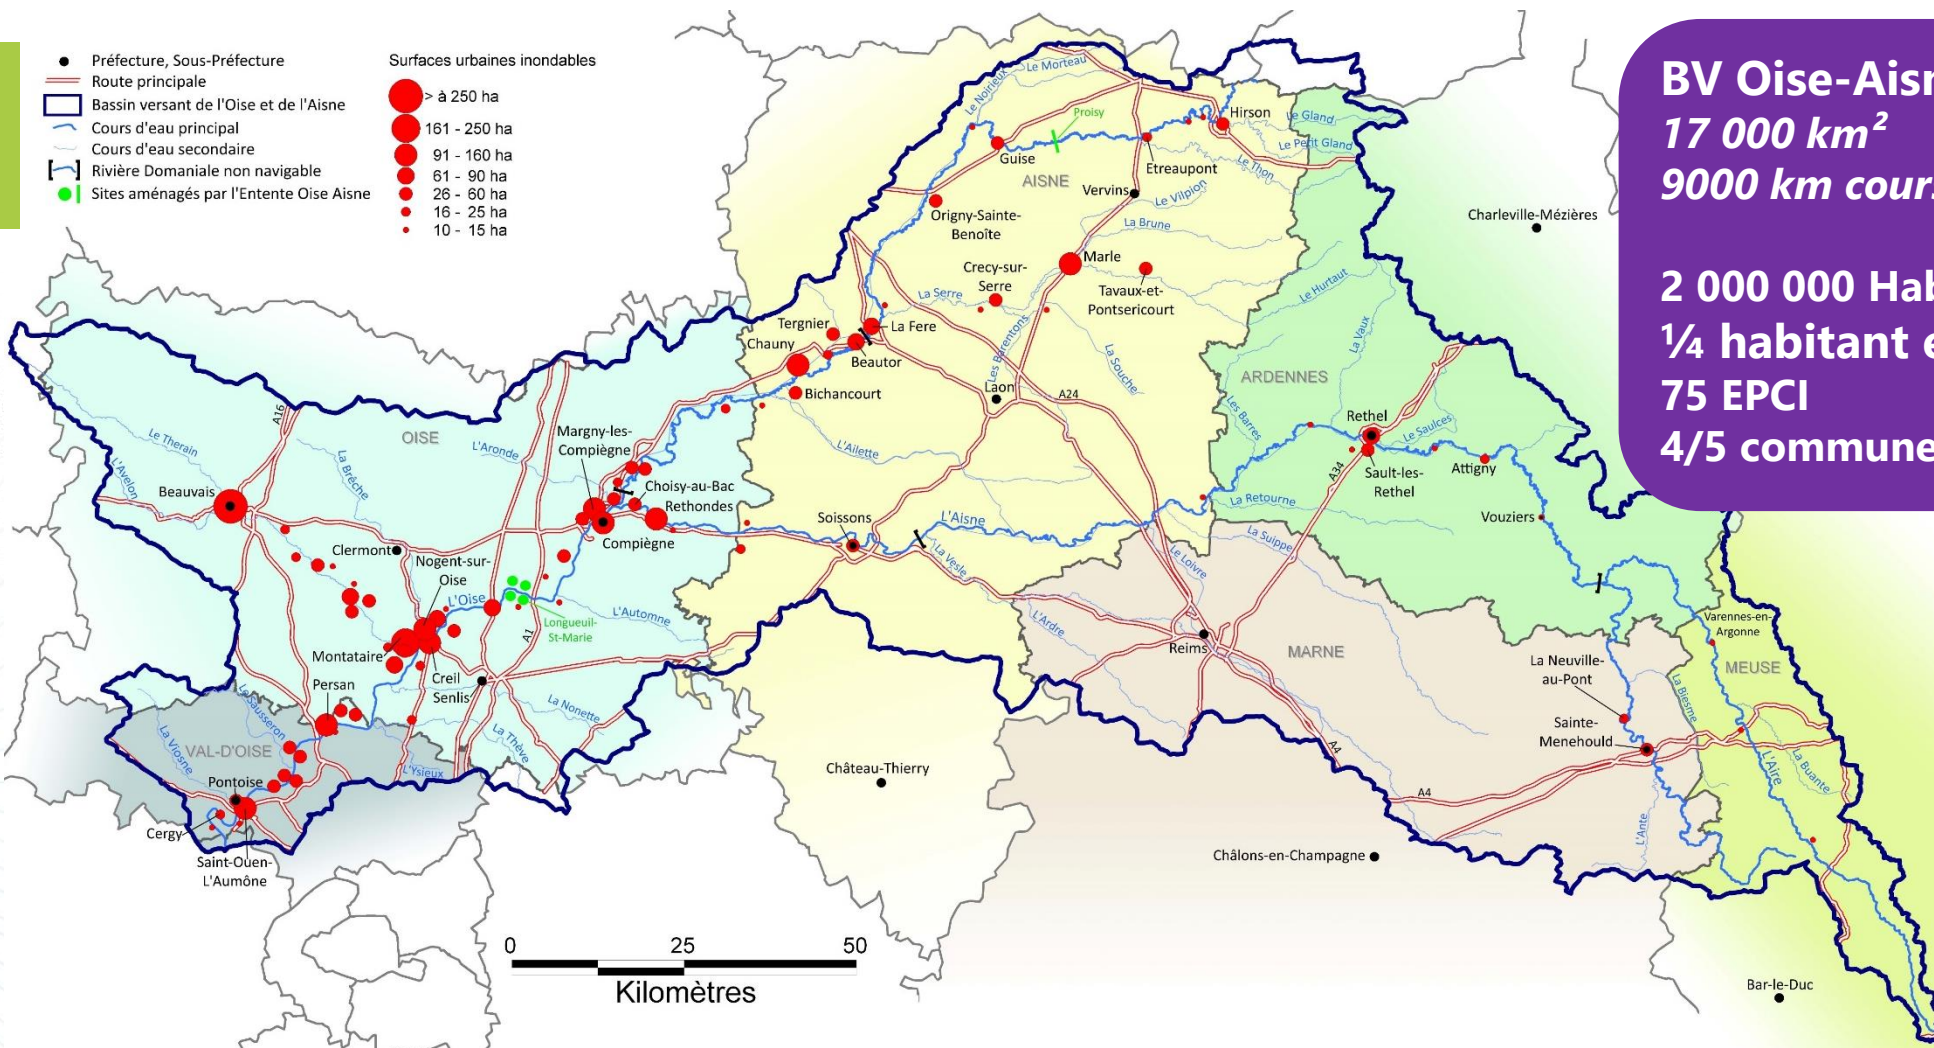 Préfecture, Sous-Préfecture
Route principale
Bassin versant de l'Oise et de l'Aisne
Cours d'eau principal
Cours d'eau secondaire
Rivière Domaniale non navigable
Sites aménagés par l'Entente Oise Aisne
Surfaces urbaines inondables
> à 250 ha
161 - 250 ha
91 - 160 ha
61 - 90 ha
26 - 60 ha
16 - 25 ha
10 - 15 ha
BV Oise-Aisn
17 000 km²
9000 km cour
2 000 000 Hab
¼ habitant e
75 EPCI
4/5 commune
Le Noirieux
Le Morteau
Proisy
Hirson
Le Gland
Le Petit Gland
Guise
Etreaupont
Le Thon
AISNE
Vervins
Le Vilpion
Origny-Sainte-
Benoîte
La Brune
Charleville-Mézières
Marle
Crecy-sur-
Serre
La Serre
Tavaux-et-
Pontsericourt
Le Hurtaut
Tergnier
La Fere
Chauny
Beautor
Les Barentons
La Souche
La Vaux
Bichancourt
Laon
A24
ARDENNES
Les Barres
Rethel
Le Saulces
A16
OISE
Le Therain
L'Avelon
La Brêche
L'Aronde
Margny-les-
Compiègne
L'Ailette
A34
Sault-les-
Rethel
Attigny
Beauvais
Choisy-au-Bac
Rethondes
Soissons
L'Aisne
La Retourne
Vouziers
Compiègne
Clermont
La Vesle
Le Loivre
La Suippe
Nogent-sur-
Oise
L'Oise
Longueuil-
St-Marie
L'Automne
A1
L'Ardre
Varennes-en-
Argonne
Reims
MARNE
MEUSE
Montataire
Creil
Senlis
La Neuville-
au-Pont
La Biesme
Persan
La Nonette
Sainte-
Menehould
Le Sausseron
La Viosne
VAL-D'OISE
La Thève
L'Ysieux
A4
L'Aire
La Buante
Pontoise
Château-Thierry
A4
Cergy
Saint-Ouen-
L'Aumône
L'Ante
Châlons-en-Champagne
0 25 50
Kilomètres
Bar-le-Duc